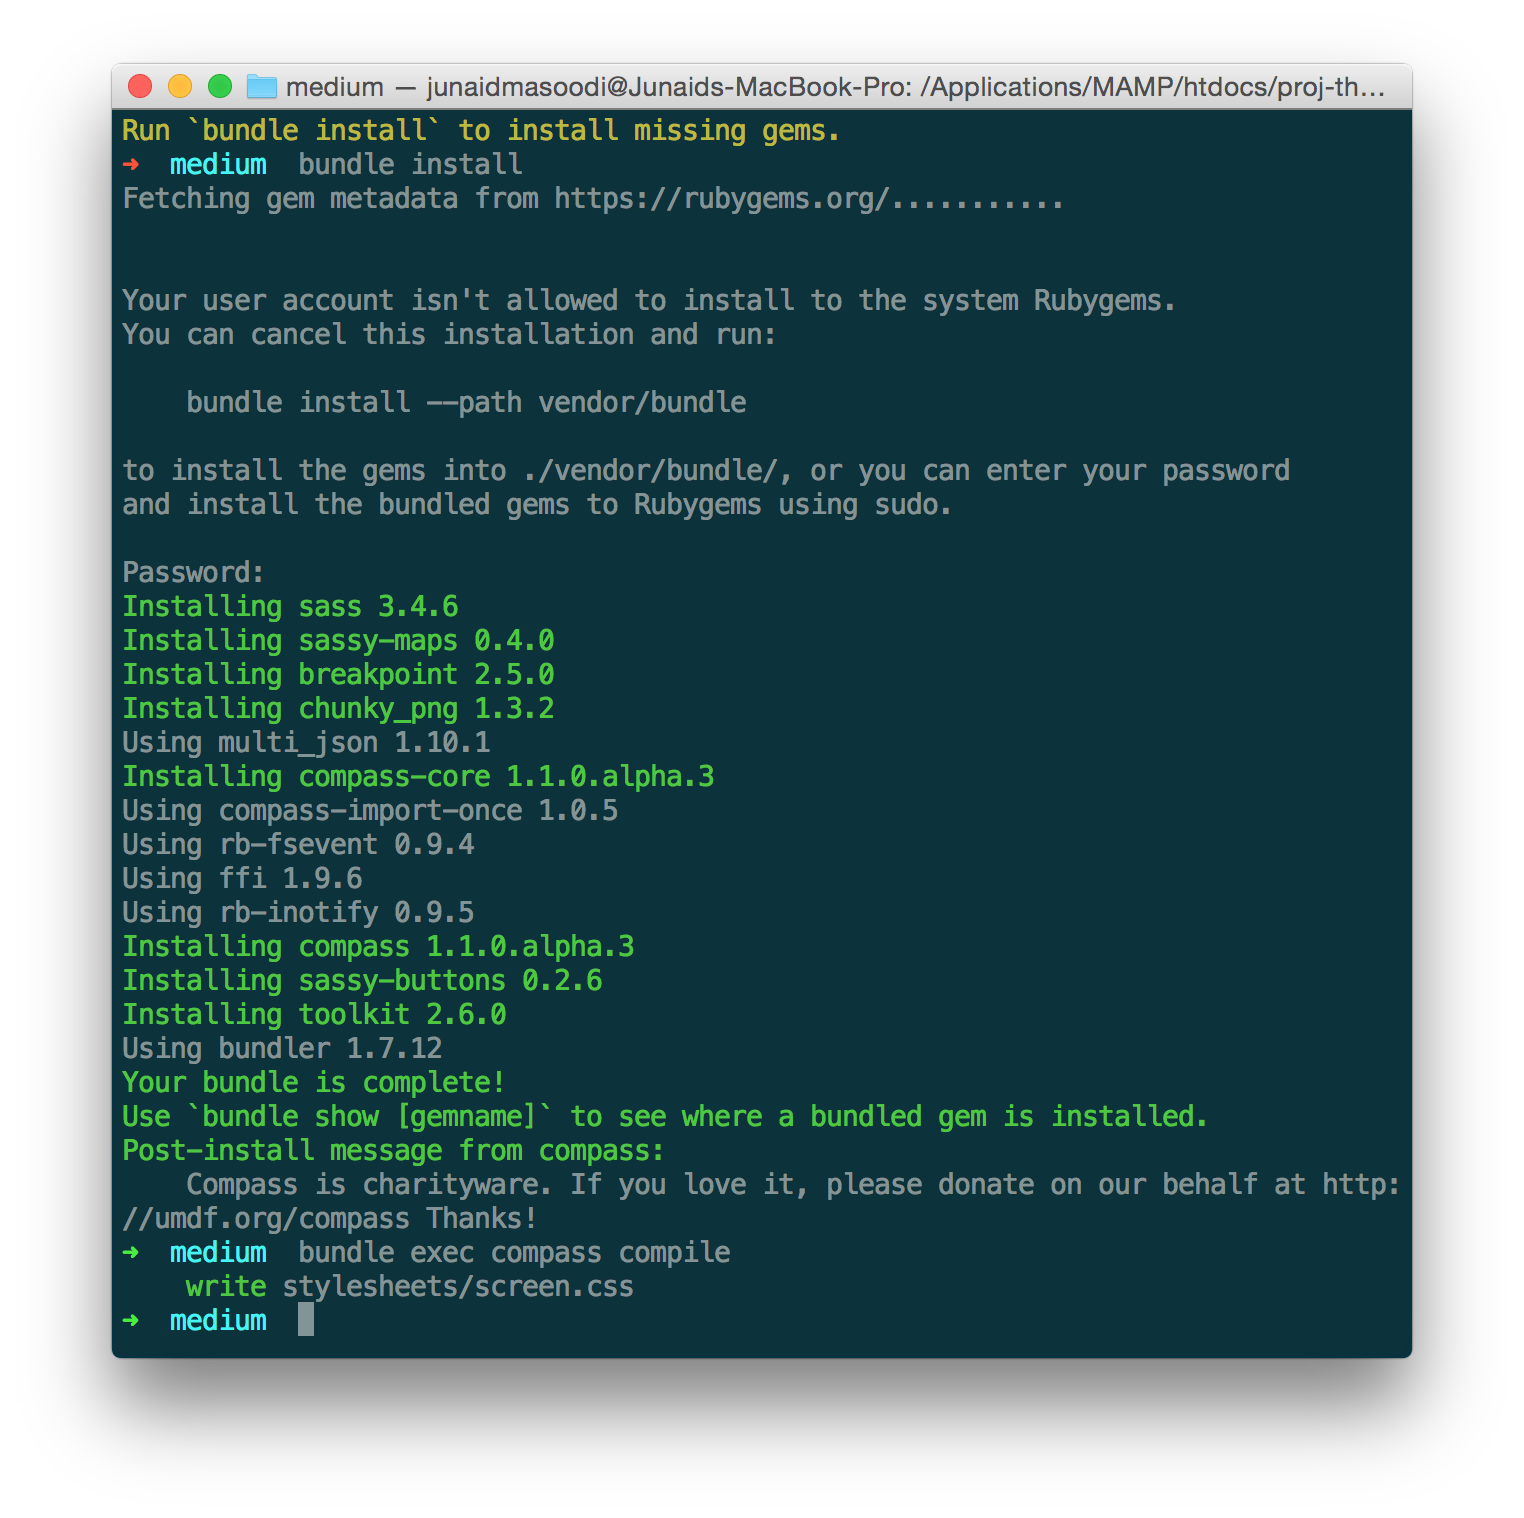 medium — junaidmasoodi@Junaids-MacBook-Pro: /Applications/MAMP/htdocs/proj-th...
Run `bundle install` to install missing gems.
➜  medium  bundle install
Fetching gem metadata from https://rubygems.org/...........
Your user account isn't allowed to install to the system Rubygems.
You can cancel this installation and run:
    bundle install --path vendor/bundle
to install the gems into ./vendor/bundle/, or you can enter your password
and install the bundled gems to Rubygems using sudo.
Password:
Installing sass 3.4.6
Installing sassy-maps 0.4.0
Installing breakpoint 2.5.0
Installing chunky_png 1.3.2
Using multi_json 1.10.1
Installing compass-core 1.1.0.alpha.3
Using compass-import-once 1.0.5
Using rb-fsevent 0.9.4
Using ffi 1.9.6
Using rb-inotify 0.9.5
Installing compass 1.1.0.alpha.3
Installing sassy-buttons 0.2.6
Installing toolkit 2.6.0
Using bundler 1.7.12
Your bundle is complete!
Use `bundle show [gemname]` to see where a bundled gem is installed.
Post-install message from compass:
    Compass is charityware. If you love it, please donate on our behalf at http:
//umdf.org/compass Thanks!
➜  medium  bundle exec compass compile
    write stylesheets/screen.css
➜  medium